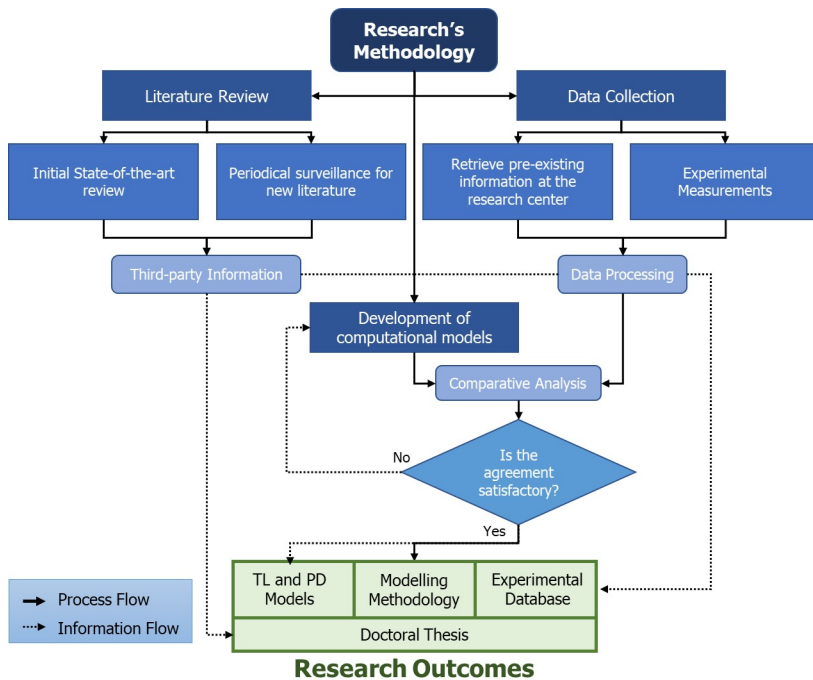 Research's
Methodology
Literature Review
Data Collection
Initial State-of-the-art
review
Periodical surveillance for
new literature
Retrieve pre-existing
information at the
research center
Experimental
Measurements
Third-party Information
Data Processing
Development of
computational models
Comparative Analysis
Is the
agreement
satisfactory?
No
Yes
TL and PD
Models
Modelling
Methodology
Experimental
Database
Doctoral Thesis
Research Outcomes
Process Flow
Information Flow